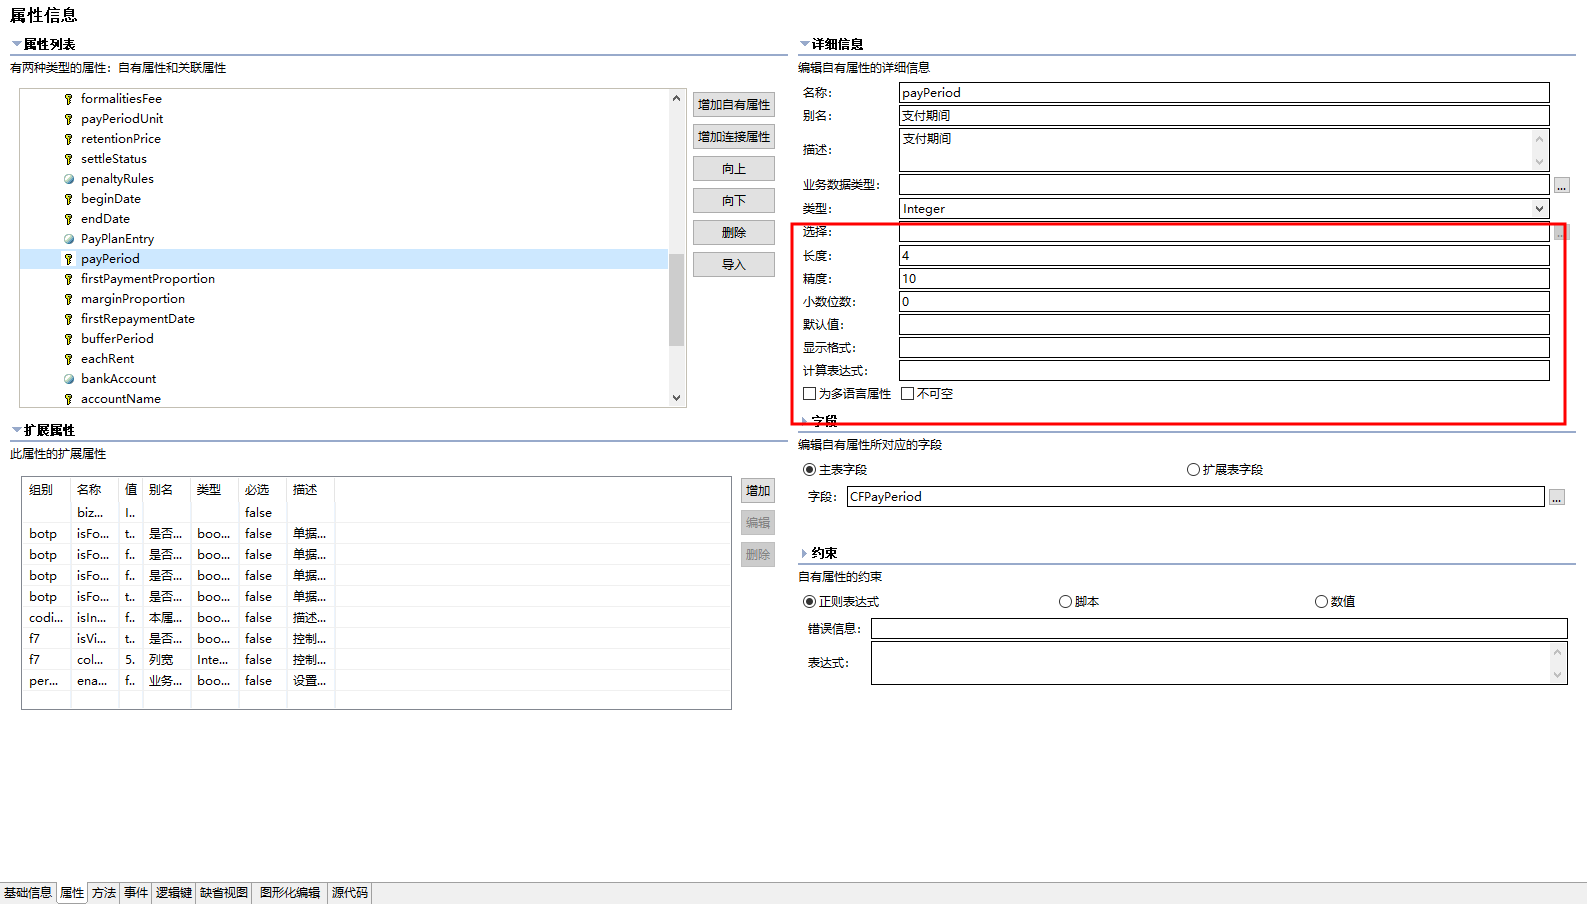 属性信息
属性列表
有两种类型的属性: 自有属性和关联属性
formalitiesFee
payPeriodUnit
retentionPrice
settleStatus
penaltyRules
beginDate
endDate
PayPlanEntry
payPeriod
firstPaymentProportion
marginProportion
firstRepaymentDate
bufferPeriod
eachRent
bankAccount
accountName
增加自有属性
增加连接属性
向上
向下
删除
导入
扩展属性
此属性的扩展属性
组别 名称 值 别名 类型 必选 描述
biz... I.. false
botp isFo... t.. 是否... boo... false 单据...
botp isFo... f.. 是否... boo... false 单据...
botp isFo... f.. 是否... boo... false 单据...
botp isFo... f.. 是否... boo... false 单据...
codi... isIn... f.. 本属... boo... false 描述...
f7 isVi... t.. 是否... boo... false 控制...
f7 col... 5. 列宽 Inte... false 控制...
per... ena... f.. 业务... boo... false 设置...
增加
编辑
删除
详细信息
编辑自有属性的详细信息
名称: payPeriod
别名: 支付期间
描述: 支付期间
业务数据类型: ...
类型: Integer
选择: ...
长度: 4
精度: 10
小数位数: 0
默认值:
显示格式:
计算表达式:
为多语言属性 不可空
字段
编辑自有属性所对应的字段
主表字段 扩展表字段
字段: CFPayPeriod ...
约束
自有属性的约束
正则表达式 脚本 数值
错误信息:
表达式:
基础信息 属性 方法 事件 逻辑键 缺省视图 图形化编辑 源代码